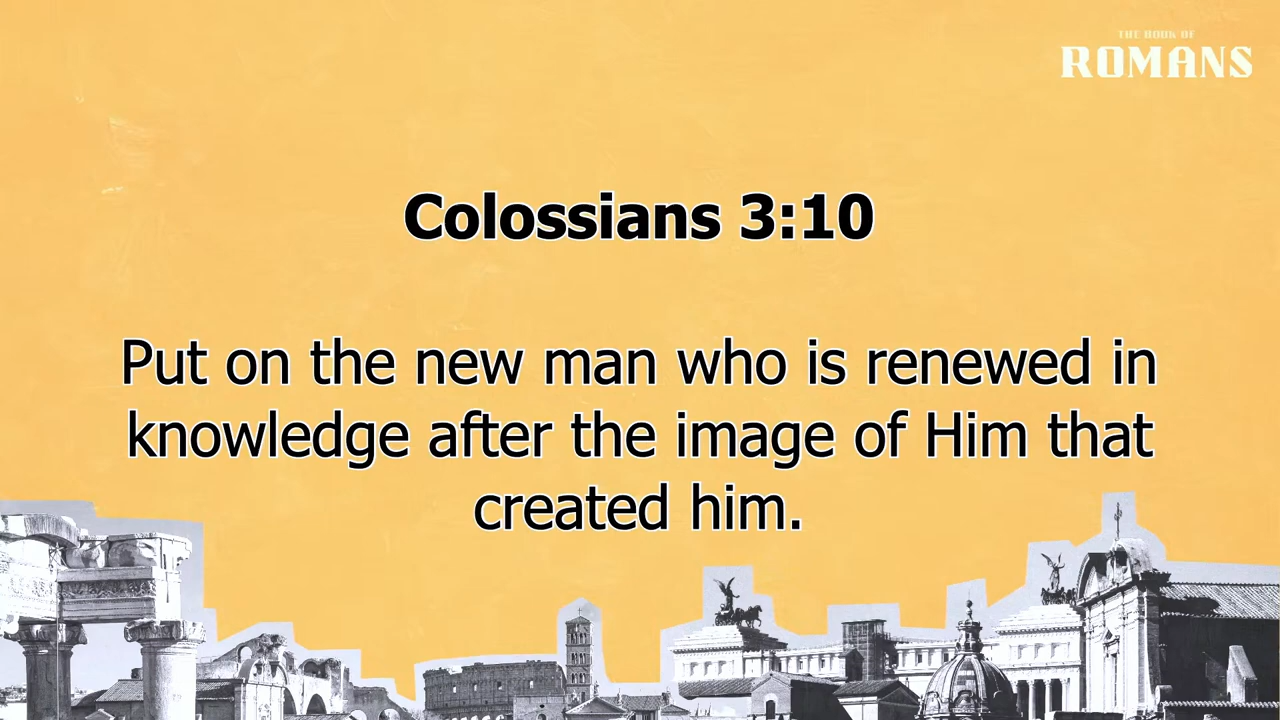 THE BOOK OF
ROMANS
Colossians 3:10
Put on the new man who is renewed in
knowledge after the image of Him that
created him.